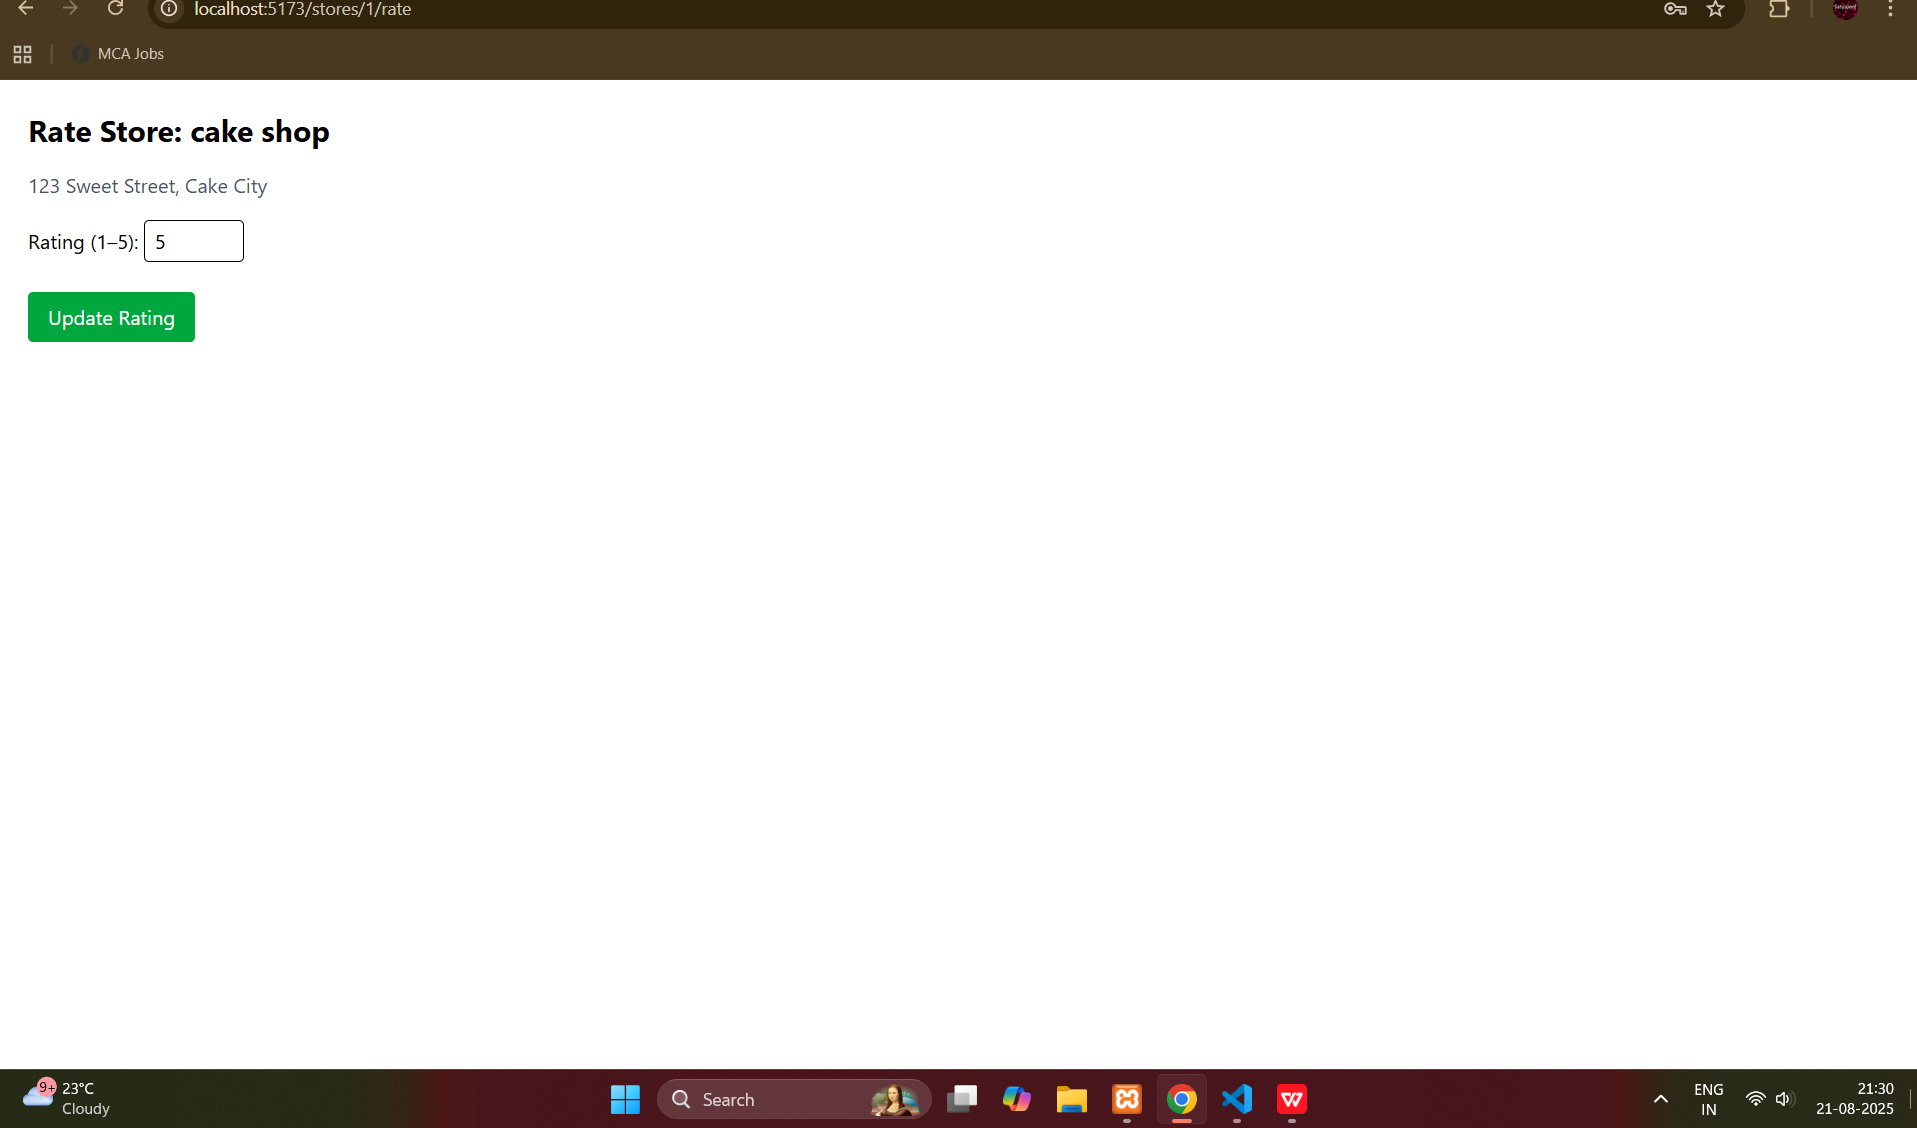 localhost:5173/stores/1/rate
MCA Jobs
Rate Store: cake shop
123 Sweet Street, Cake City
Rating (1–5): 5
Update Rating
9+
23°C
Cloudy
Search
ENG
IN
21:30
21-08-2025